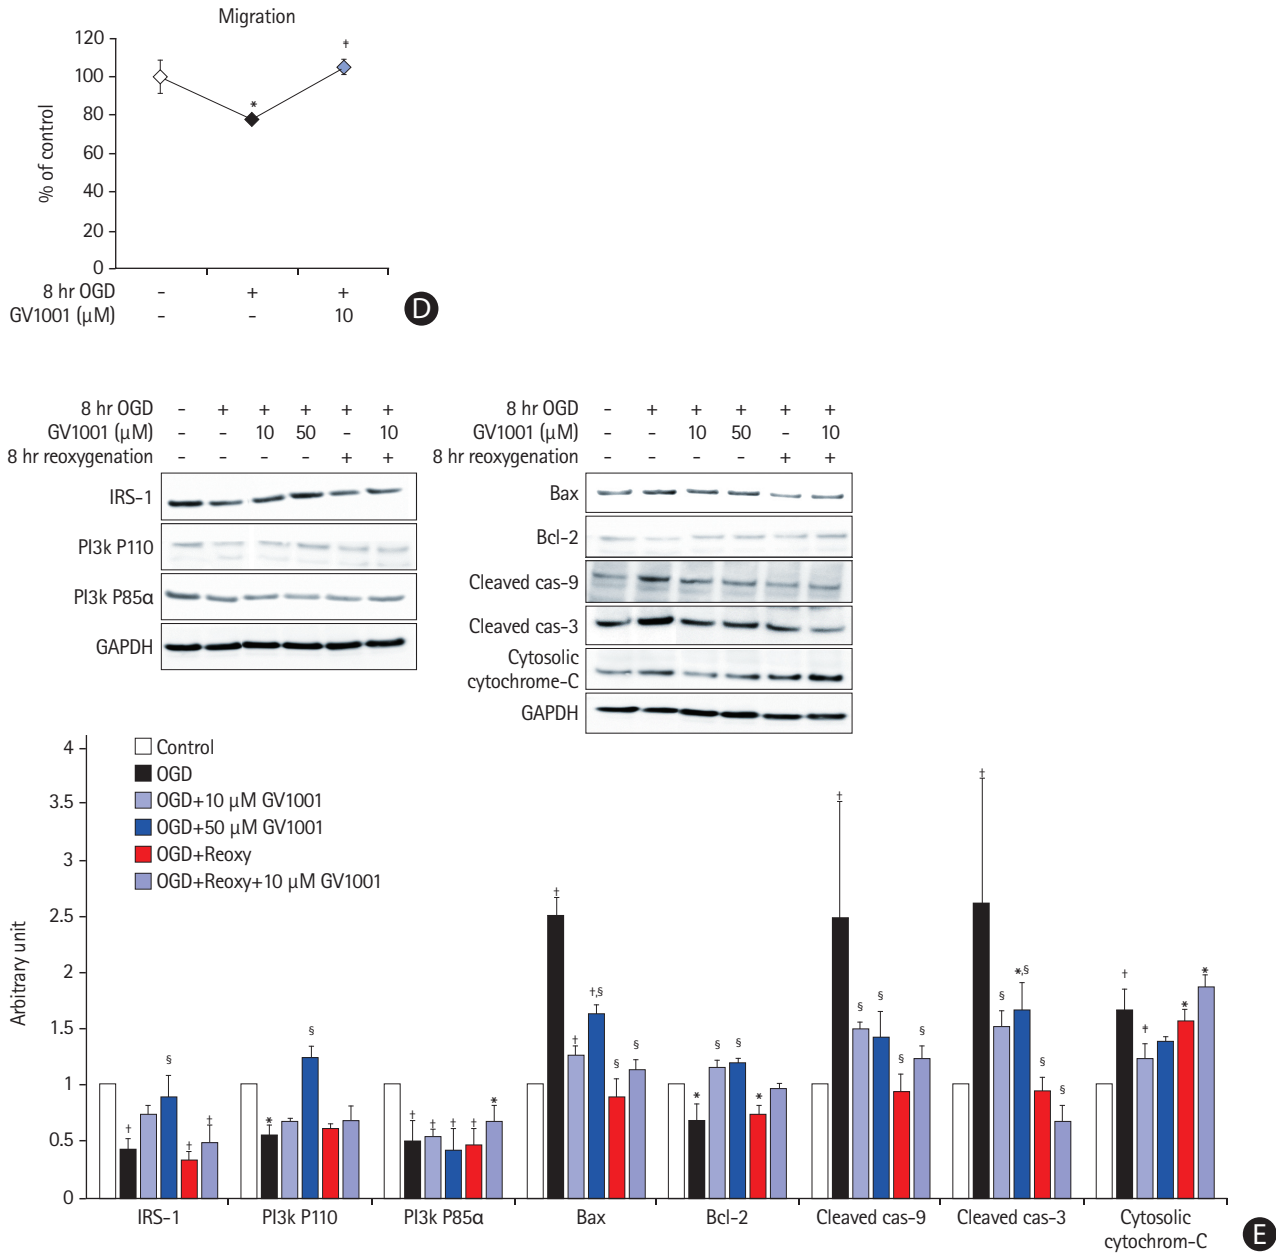 Migration
120
100
80
60
40
20
0
% of control
*
‡
8 hr OGD - + +
GV1001 (μM) - - 10
D
8 hr OGD - + + + + +
GV1001 (μM) - - 10 50 - 10
8 hr reoxygenation - - - - + +
IRS-1
PI3k P110
PI3k P85α
GAPDH
8 hr OGD - + + + + +
GV1001 (μM) - - 10 50 - 10
8 hr reoxygenation - - - - + +
Bax
Bcl-2
Cleaved cas-9
Cleaved cas-3
Cytosolic
cytochrome-C
GAPDH
4
3.5
3
2.5
2
1.5
1
0.5
0
Arbitrary unit
Control
OGD
OGD+10 μM GV1001
OGD+50 μM GV1001
OGD+Reoxy
OGD+Reoxy+10 μM GV1001
† § † ‡
* §
† ‡ † † *
† † †,§ § §
* § § *
† § § § §
‡ § *,§ § §
† ‡ * *
IRS-1
PI3k P110
PI3k P85α
Bax
Bcl-2
Cleaved cas-9
Cleaved cas-3
Cytosolic
cytochrom-C
E